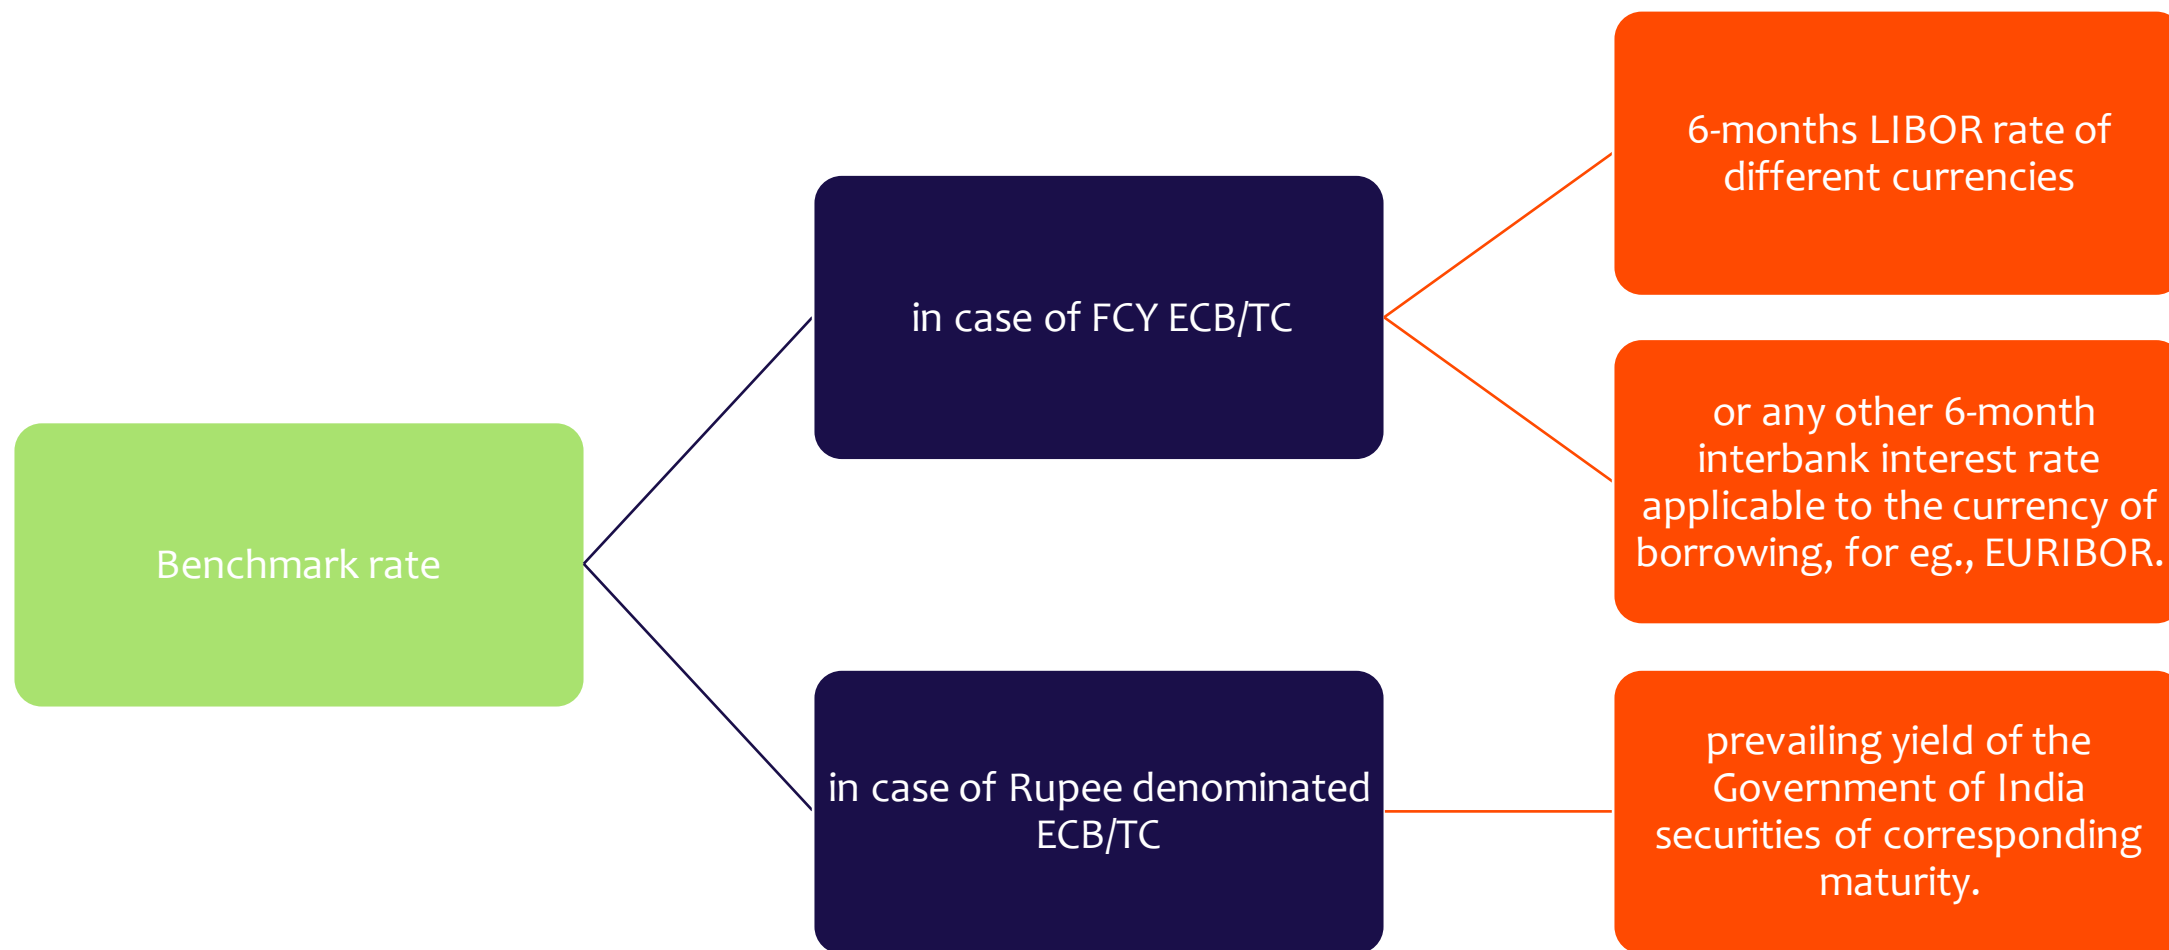 Benchmark rate
in case of FCY ECB/TC
6-months LIBOR rate of
different currencies
or any other 6-month
interbank interest rate
applicable to the currency of
borrowing, for eg., EURIBOR.
in case of Rupee denominated
ECB/TC
prevailing yield of the
Government of India
securities of corresponding
maturity.